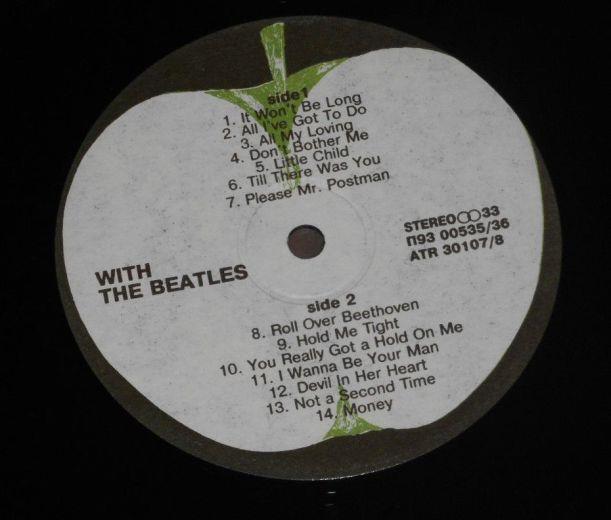 side 1
1. It Won't Be Long
2. All I've Got To Do
3. All My Loving
4. Don't Bother Me
5. Little Child
6. Till There Was You
7. Please Mr. Postman
STEREO 33
П93 00535/36
ATR 30107/8
WITH
THE BEATLES
side 2
8. Roll Over Beethoven
9. Hold Me Tight
10. You Really Got a Hold On Me
11. I Wanna Be Your Man
12. Devil In Her Heart
13. Not a Second Time
14. Money